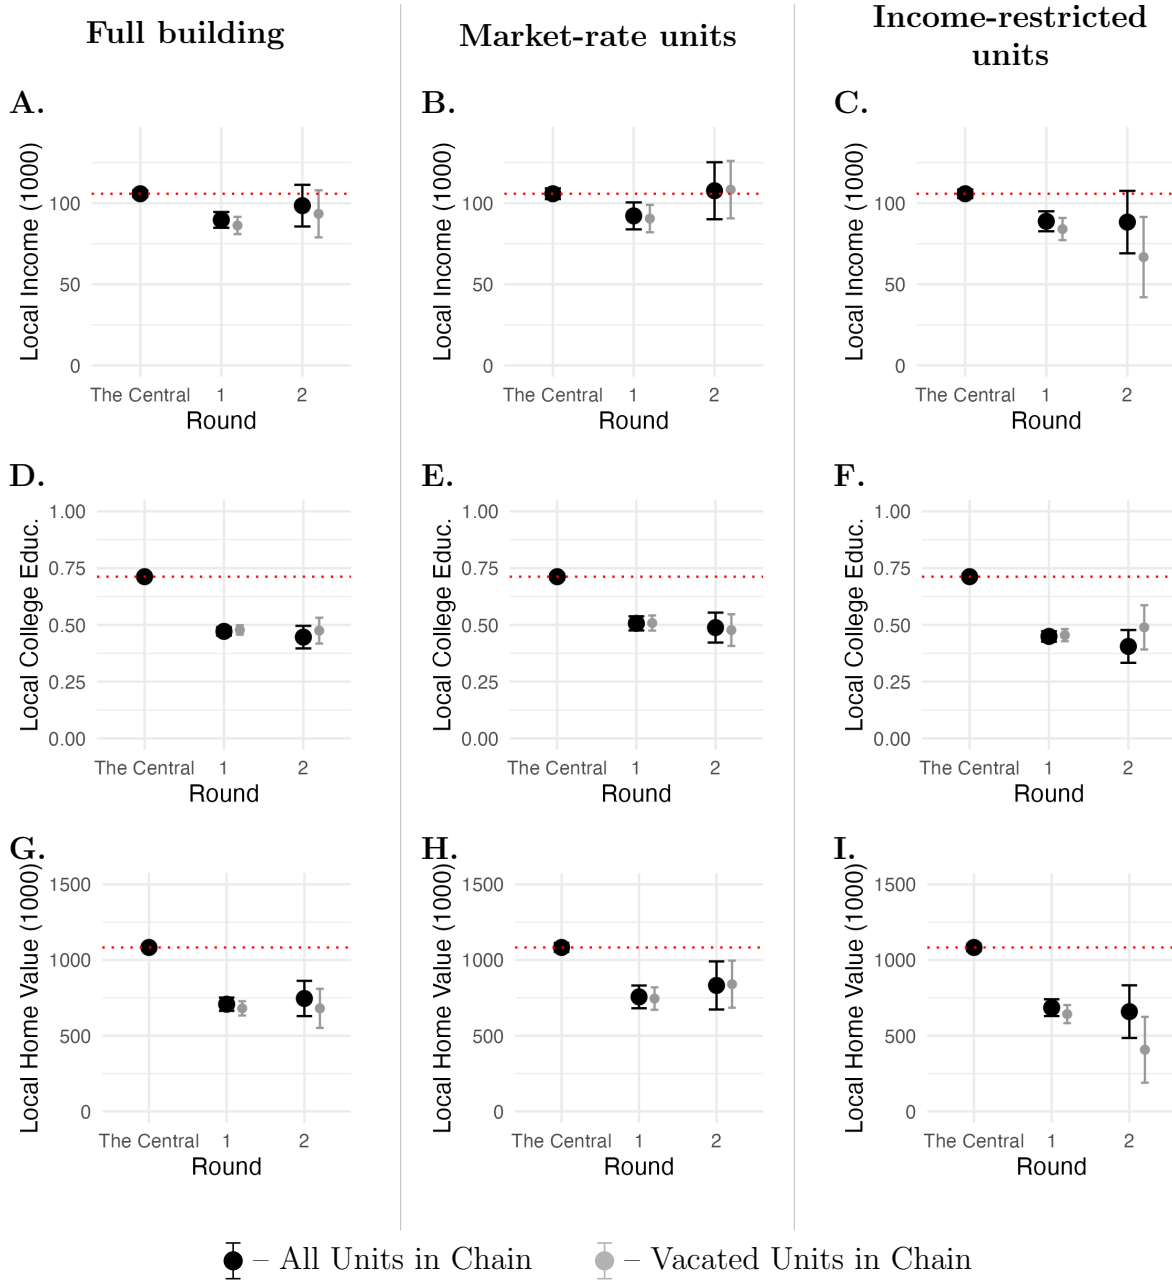 Full building
Market-rate units
Income-restricted
units
A.
Local Income (1000)
100
50
0
The Central 1 2
Round
B.
Local Income (1000)
100
50
0
The Central 1 2
Round
C.
Local Income (1000)
100
50
0
The Central 1 2
Round
D.
Local College Educ.
1.00
0.75
0.50
0.25
0.00
The Central 1 2
Round
E.
Local College Educ.
1.00
0.75
0.50
0.25
0.00
The Central 1 2
Round
F.
Local College Educ.
1.00
0.75
0.50
0.25
0.00
The Central 1 2
Round
G.
Local Home Value (1000)
1500
1000
500
0
The Central 1 2
Round
H.
Local Home Value (1000)
1500
1000
500
0
The Central 1 2
Round
I.
Local Home Value (1000)
1500
1000
500
0
The Central 1 2
Round
– All Units in Chain
– Vacated Units in Chain